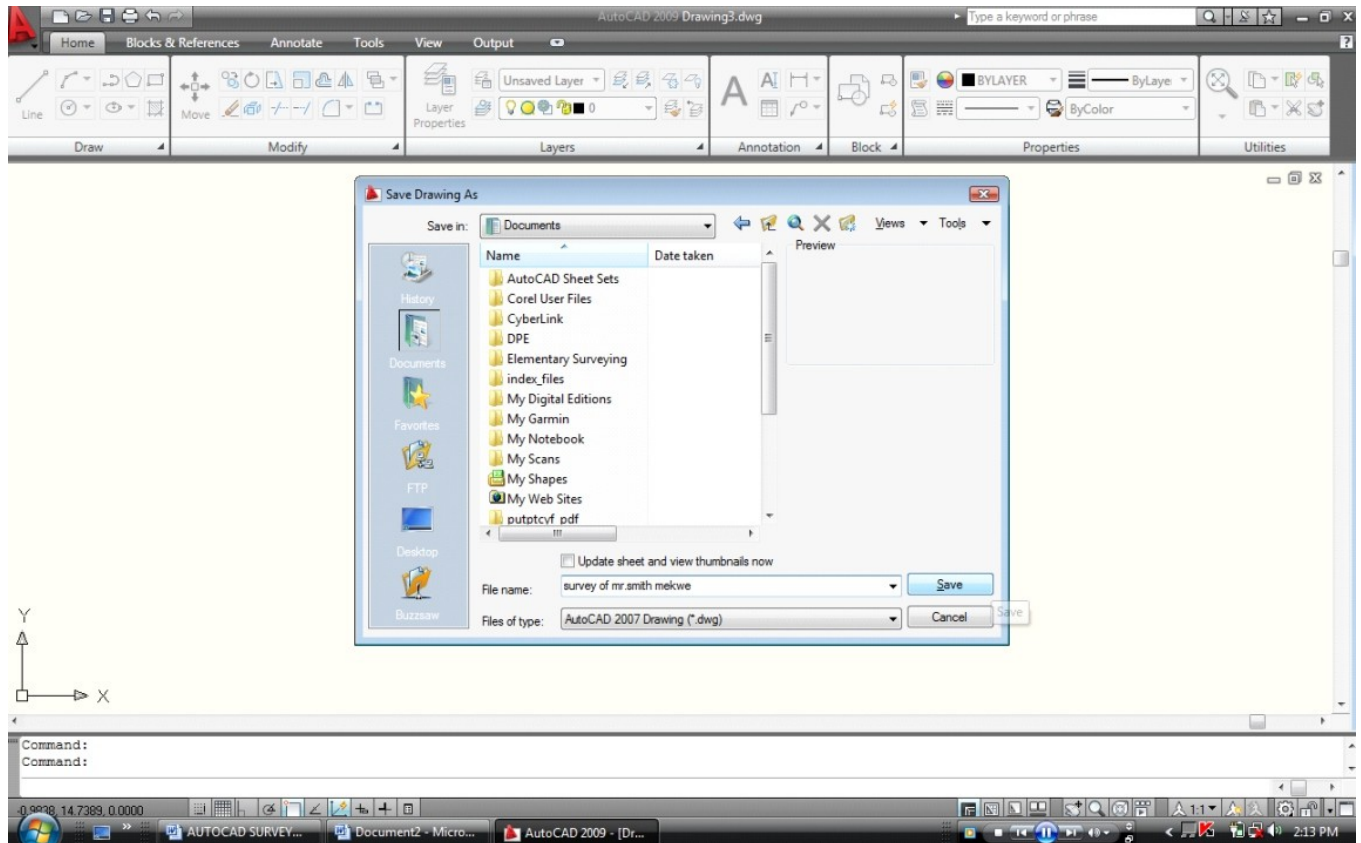 AutoCAD 2009 Drawing3.dwg
Type a keyword or phrase
Home Blocks & References Annotate Tools View Output
Line
Move
Layer
Properties
Unsaved Layer
0
A
AI
BYLAYER
ByLaye
ByColor
Draw Modify Layers Annotation Block Properties Utilities
Save Drawing As
Save in: Documents
Views Tools
Name Date taken
Preview
History
Documents
Favorites
FTP
Desktop
Buzzsaw
AutoCAD Sheet Sets
Corel User Files
CyberLink
DPE
Elementary Surveying
index_files
My Digital Editions
My Garmin
My Notebook
My Scans
My Shapes
My Web Sites
putptcyf_pdf
Update sheet and view thumbnails now
File name: survey of mr.smith mekwe Save
Files of type: AutoCAD 2007 Drawing (*.dwg) Cancel
Save
Y
X
Command:
Command:
-0.9938, 14.7389, 0.0000
1:1
AUTOCAD SURVEY... Document2 - Micro... AutoCAD 2009 - [Dr... 2:13 PM